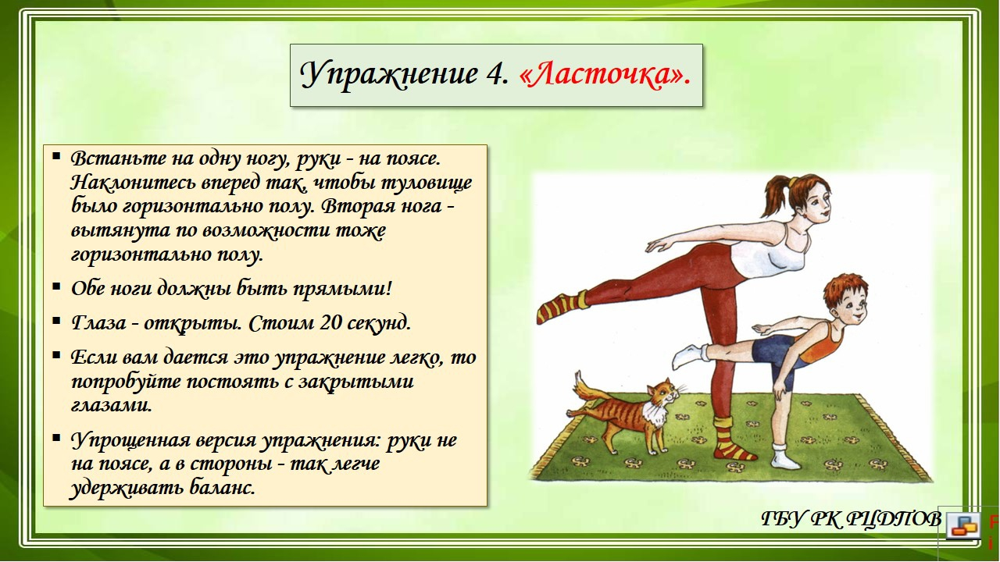 Упражнение 4. «Ласточка».
▪ Встаньте на одну ногу, руки - на поясе.
Наклонитесь вперед так, чтобы туловище
было горизонтально полу. Вторая нога -
вытянута по возможности тоже
горизонтально полу.
▪ Обе ноги должны быть прямыми!
▪ Глаза - открыты. Стоим 20 секунд.
▪ Если вам дается это упражнение легко, то
попробуйте постоять с закрытыми
глазами.
▪ Упрощенная версия упражнения: руки не
на поясе, а в стороны - так легче
удерживать баланс.
ГБУ РК РЦДПОВ